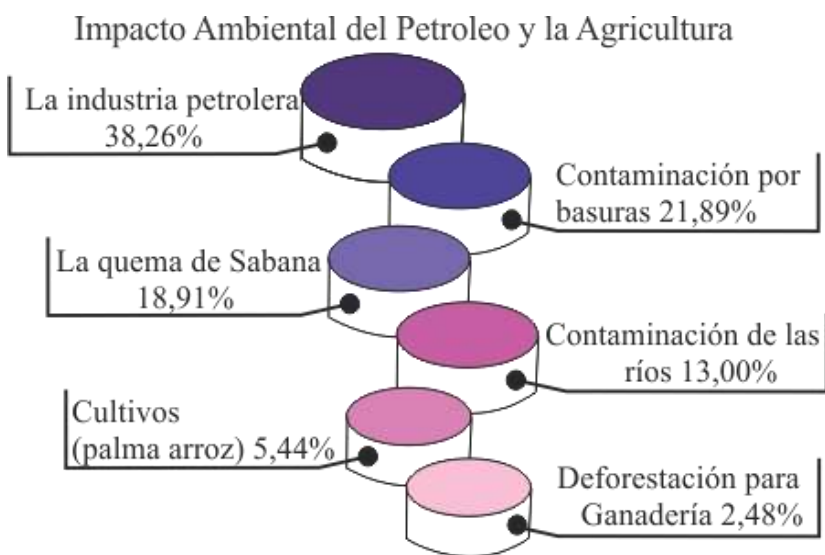 Impacto Ambiental del Petroleo y la Agricultura
La industria petrolera
38,26%
Contaminación por
basuras 21,89%
La quema de Sabana
18,91%
Contaminación de las
ríos 13,00%
Cultivos
(palma arroz) 5,44%
Deforestación para
Ganadería 2,48%